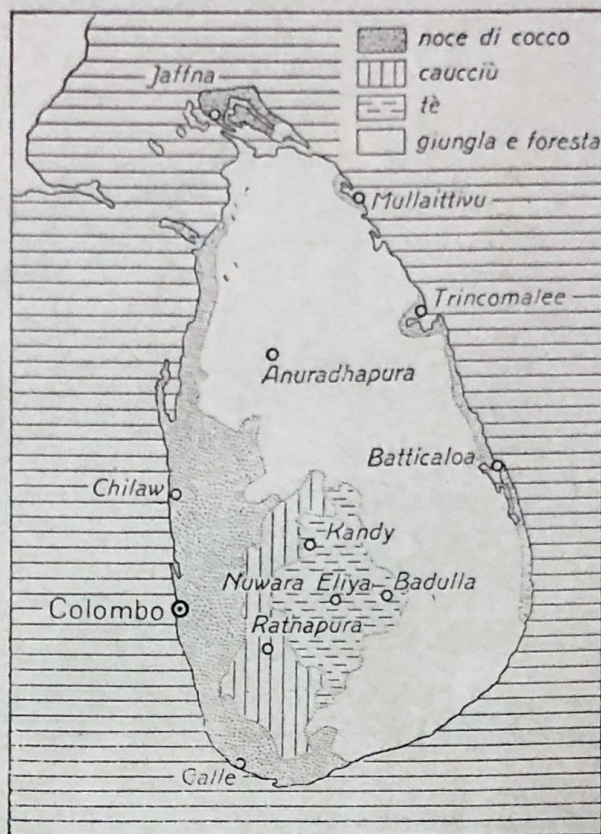 noce di cocco
caucciù
tè
giungla e foresta
Jaffna
Mullaittivu
Trincomalee
Anuradhapura
Batticaloa
Chilaw
Kandy
Nuwara Eliya
Badulla
Colombo
Ratnapura
Galle